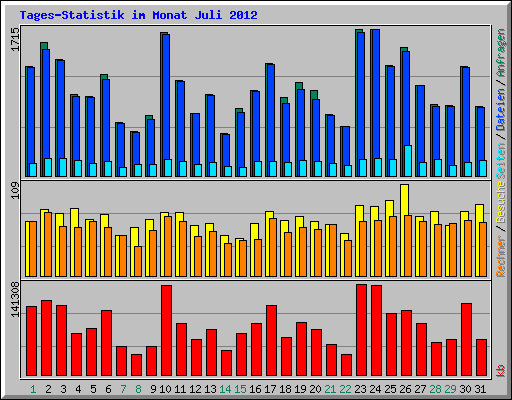 Tages-Statistik im Monat Juli 2012
1715
109
141308
Rechner / Besuche Seiten / Dateien / Anfragen
kb
1 2 3 4 5 6 7 8 9 10 11 12 13 14 15 16 17 18 19 20 21 22 23 24 25 26 27 28 29 30 31